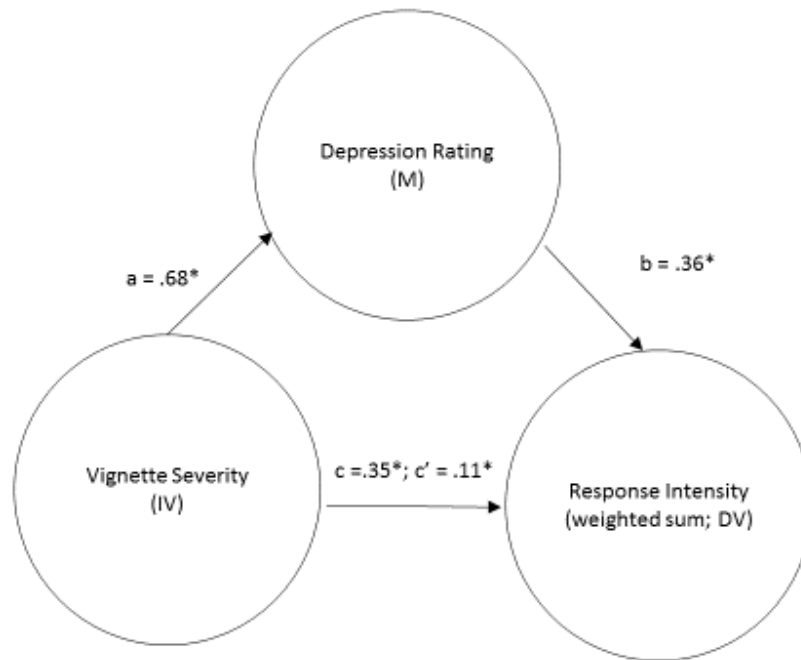 Depression Rating
(M)
a = .68*
b = .36*
Vignette Severity
(IV)
c =.35*; c’ = .11*
Response Intensity
(weighted sum; DV)